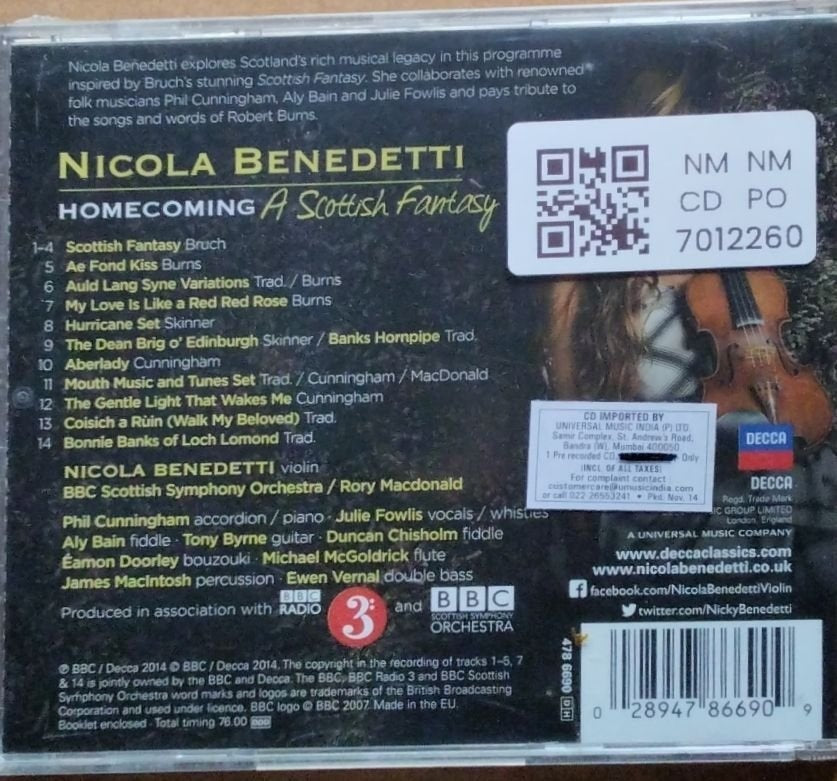 Nicola Benedetti explores Scotland's rich musical legacy in this programme
inspired by Bruch's stunning Scottish Fantasy. She collaborates with renowned
folk musicians Phil Cunningham, Aly Bain and Julie Fowlis and pays tribute to
the songs and words of Robert Burns.
NICOLA BENEDETTI
HOMECOMING A Scottish Fantasy
NM NM
CD PO
7012260
1-4 Scottish Fantasy Bruch
5 Ae Fond Kiss Burns
6 Auld Lang Syne Variations Trad. / Burns
7 My Love Is Like a Red Red Rose Burns
8 Hurricane Set Skinner
9 The Dean Brig o' Edinburgh Skinner / Banks Hornpipe Trad.
10 Aberlady Cunningham
11 Mouth Music and Tunes Set Trad. / Cunningham / MacDonald
12 The Gentle Light That Wakes Me Cunningham
13 Coisich a Rùin (Walk My Beloved) Trad.
14 Bonnie Banks of Loch Lomond Trad.
NICOLA BENEDETTI violin
BBC Scottish Symphony Orchestra / Rory Macdonald
Phil Cunningham accordion / piano · Julie Fowlis vocals / whistles
Aly Bain fiddle · Tony Byrne guitar · Duncan Chisholm fiddle
Éamon Doorley bouzouki · Michael McGoldrick flute
James MacIntosh percussion · Ewen Vernal double bass
Produced in association with BBC RADIO 3 and BBC
SCOTTISH SYMPHONY
ORCHESTRA
CD IMPORTED BY
UNIVERSAL MUSIC INDIA (P) LTD.
Samir Complex, St. Andrew's Road,
Bandra (W), Mumbai 400050
1 Pre recorded CD, Only
(INCL. OF ALL TAXES)
For complaint contact
customercare@umusicindia.com
or call 022 26553241 • Pkd. Nov. 14
DECCA
DECCA
Regd. Trade Mark
IC GROUP LIMITED
London, England
A UNIVERSAL MUSIC COMPANY
www.deccaclassics.com
www.nicolabenedetti.co.uk
facebook.com/NicolaBenedettiViolin
twitter.com/NickyBenedetti
℗ BBC / Decca 2014 © BBC / Decca 2014. The copyright in the recording of tracks 1–5, 7
& 14 is jointly owned by the BBC and Decca. The BBC, BBC Radio 3 and BBC Scottish
Symphony Orchestra word marks and logos are trademarks of the British Broadcasting
Corporation and used under licence. BBC logo © BBC 2007. Made in the EU.
Booklet enclosed · Total timing 76.00 DDD
478 6690 DH
0 28947 86690 9